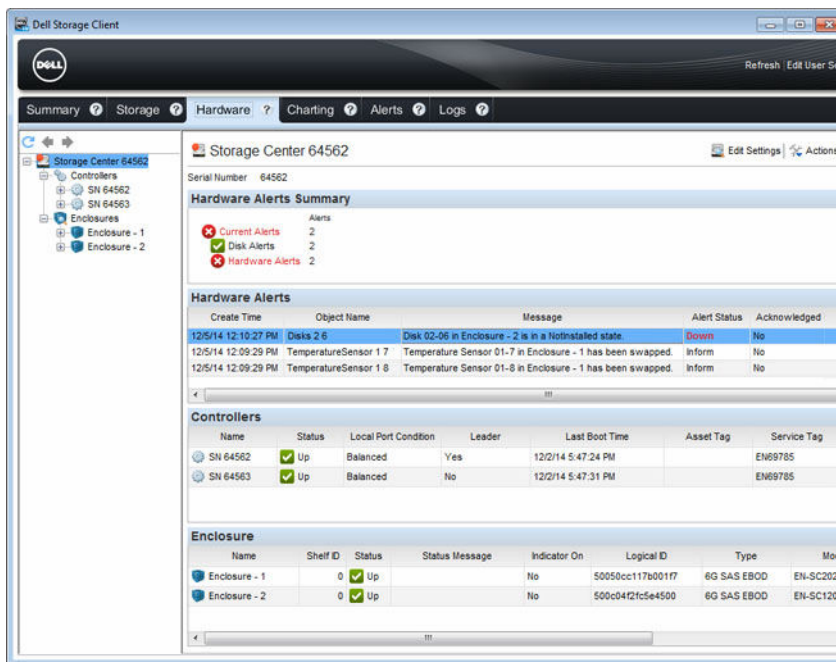 Dell Storage Client
DELL
Refresh Edit User
Summary ? Storage ? Hardware ? Charting ? Alerts ? Logs ?
Storage Center 64562
Controllers
SN 64562
SN 64563
Enclosures
Enclosure - 1
Enclosure - 2
Storage Center 64562
Edit Settings Actions
Serial Number 64562
Hardware Alerts Summary
Alerts
Current Alerts 2
Disk Alerts 2
Hardware Alerts 2
Hardware Alerts
Create Time Object Name Message Alert Status Acknowledged
12/5/14 12:10:27 PM Disks 2 6 Disk 02-06 in Enclosure - 2 is in a NotInstalled state. Down No
12/5/14 12:09:29 PM TemperatureSensor 1 7 Temperature Sensor 01-7 in Enclosure - 1 has been swapped. Inform No
12/5/14 12:09:29 PM TemperatureSensor 1 8 Temperature Sensor 01-8 in Enclosure - 1 has been swapped. Inform No
Controllers
Name Status Local Port Condition Leader Last Boot Time Asset Tag Service Tag
SN 64562 Up Balanced Yes 12/2/14 5:47:24 PM EN69785
SN 64563 Up Balanced No 12/2/14 5:47:31 PM EN69785
Enclosure
Name Shelf ID Status Status Message Indicator On Logical ID Type Mo
Enclosure - 1 0 Up No 50050cc117b001f7 6G SAS EBOD EN-SC202
Enclosure - 2 0 Up No 500c04f2fc5e4500 6G SAS EBOD EN-SC120